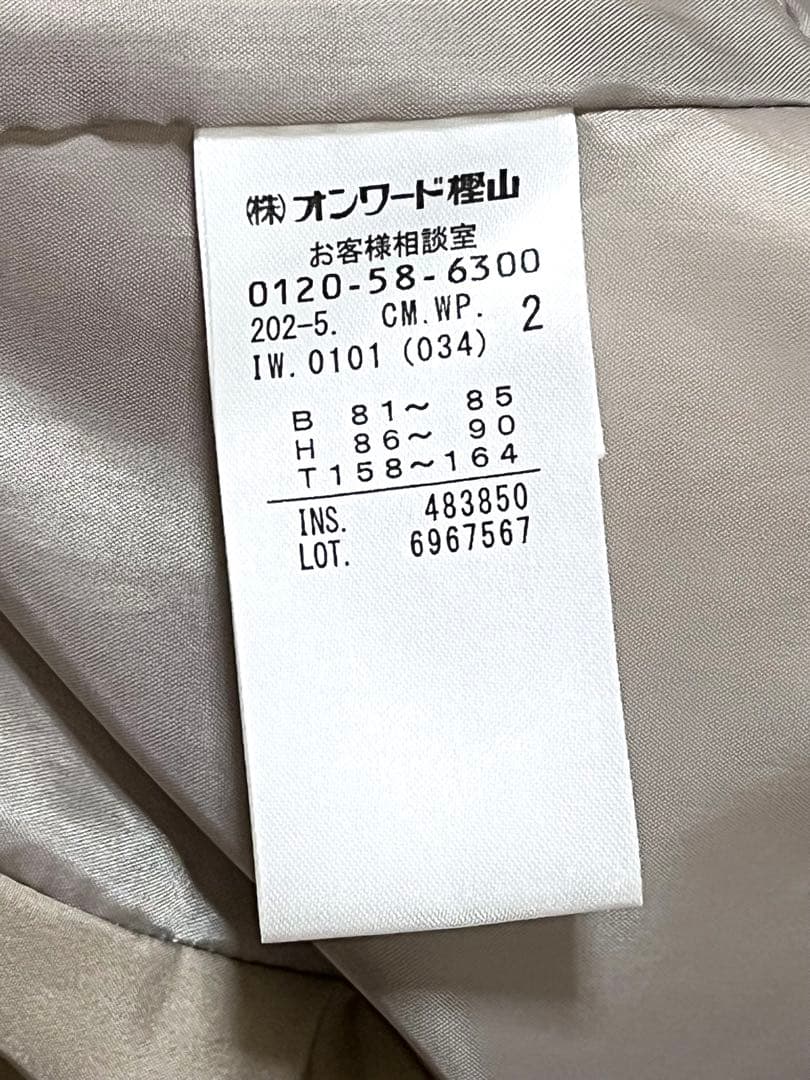 ㈱オンワード樫山
お客様相談室
0120-58-6300
202-5. CM.WP. 2
IW.0101 (034)
B 81～ 85
H 86～ 90
T158～164
INS. 483850
LOT. 6967567